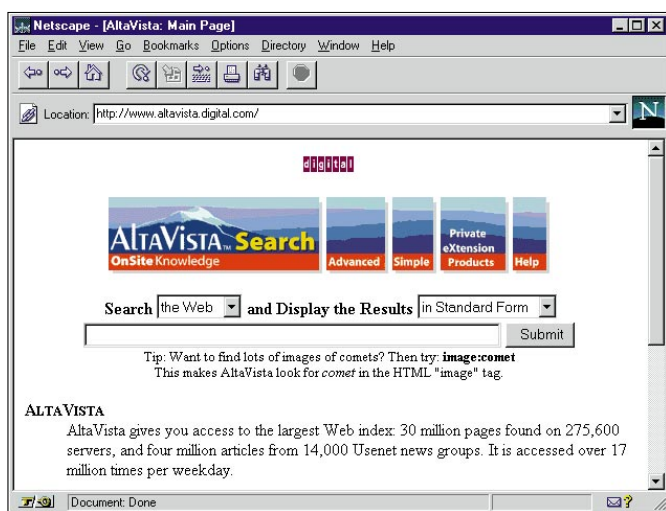 Netscape - [AltaVista: Main Page]
File Edit View Go Bookmarks Options Directory Window Help
Location: http://www.altavista.digital.com/
N
digital
ALTAVISTA™ Search
OnSite Knowledge
Advanced
Simple
Private
eXtension
Products
Help
Search the Web and Display the Results in Standard Form
Submit
Tip: Want to find lots of images of comets? Then try: image:comet
This makes AltaVista look for comet in the HTML "image" tag.
ALTAVISTA
AltaVista gives you access to the largest Web index: 30 million pages found on 275,600
servers, and four million articles from 14,000 Usenet news groups. It is accessed over 17
million times per weekday.
Document: Done